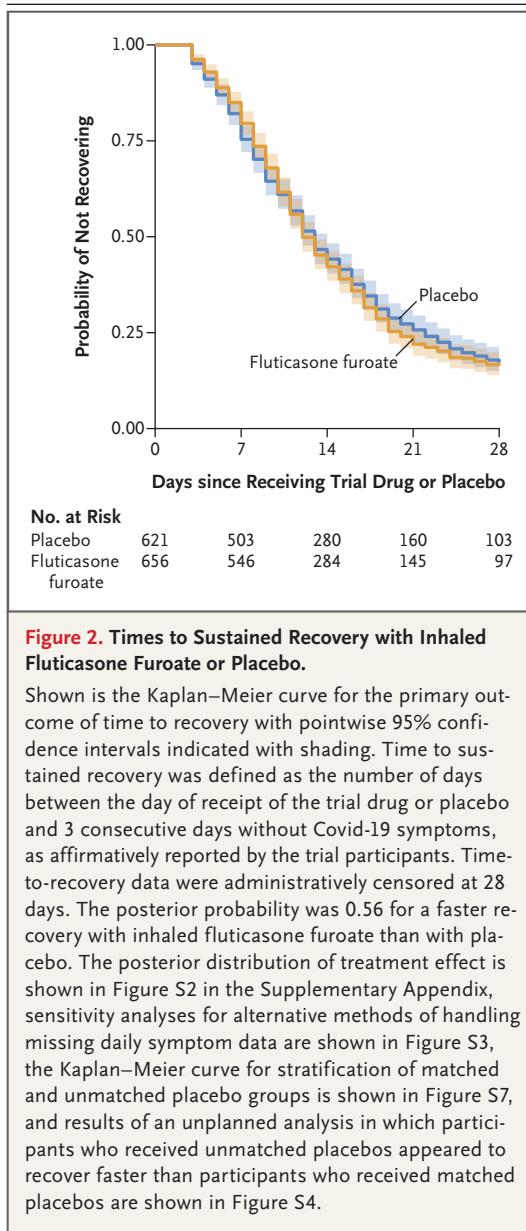 1.00
0.75
0.50
0.25
0.00
Probability of Not Recovering
Placebo
Fluticasone furoate
0 7 14 21 28
Days since Receiving Trial Drug or Placebo
No. at Risk
Placebo 621 503 280 160 103
Fluticasone 656 546 284 145 97
furoate
Figure 2. Times to Sustained Recovery with Inhaled
Fluticasone Furoate or Placebo.
Shown is the Kaplan–Meier curve for the primary out-
come of time to recovery with pointwise 95% confi-
dence intervals indicated with shading. Time to sus-
tained recovery was defined as the number of days
between the day of receipt of the trial drug or placebo
and 3 consecutive days without Covid-19 symptoms,
as affirmatively reported by the trial participants. Time-
to-recovery data were administratively censored at 28
days. The posterior probability was 0.56 for a faster re-
covery with inhaled fluticasone furoate than with pla-
cebo. The posterior distribution of treatment effect is
shown in Figure S2 in the Supplementary Appendix,
sensitivity analyses for alternative methods of handling
missing daily symptom data are shown in Figure S3,
the Kaplan–Meier curve for stratification of matched
and unmatched placebo groups is shown in Figure S7,
and results of an unplanned analysis in which partici-
pants who received unmatched placebos appeared to
recover faster than participants who received matched
placebos are shown in Figure S4.